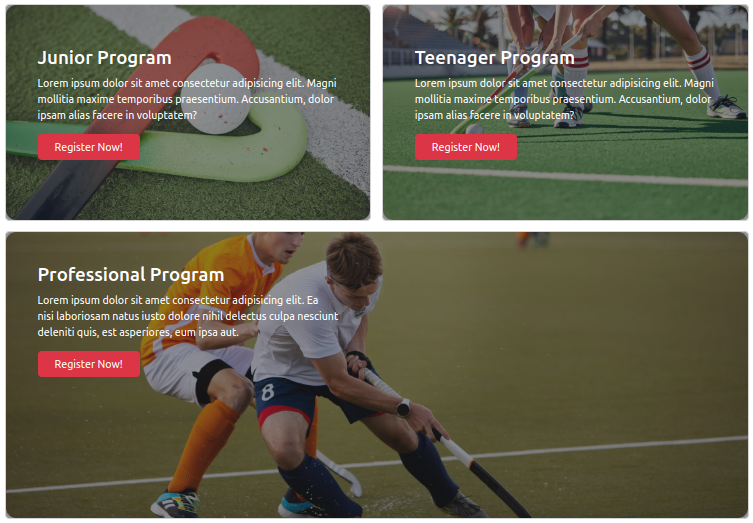 Junior Program
Lorem ipsum dolor sit amet consectetur adipisicing elit. Magni
mollitia maxime temporibus praesentium. Accusantium, dolor
ipsam alias facere in voluptatem?
Register Now!
Teenager Program
Lorem ipsum dolor sit amet consectetur adipisicing elit. Magni
mollitia maxime temporibus praesentium. Accusantium, dolor
ipsam alias facere in voluptatem?
Register Now!
Professional Program
Lorem ipsum dolor sit amet consectetur adipisicing elit. Ea
nisi laboriosam natus iusto dolore nihil delectus culpa nesciunt
deleniti quis, est asperiores, eum ipsa aut.
Register Now!
8